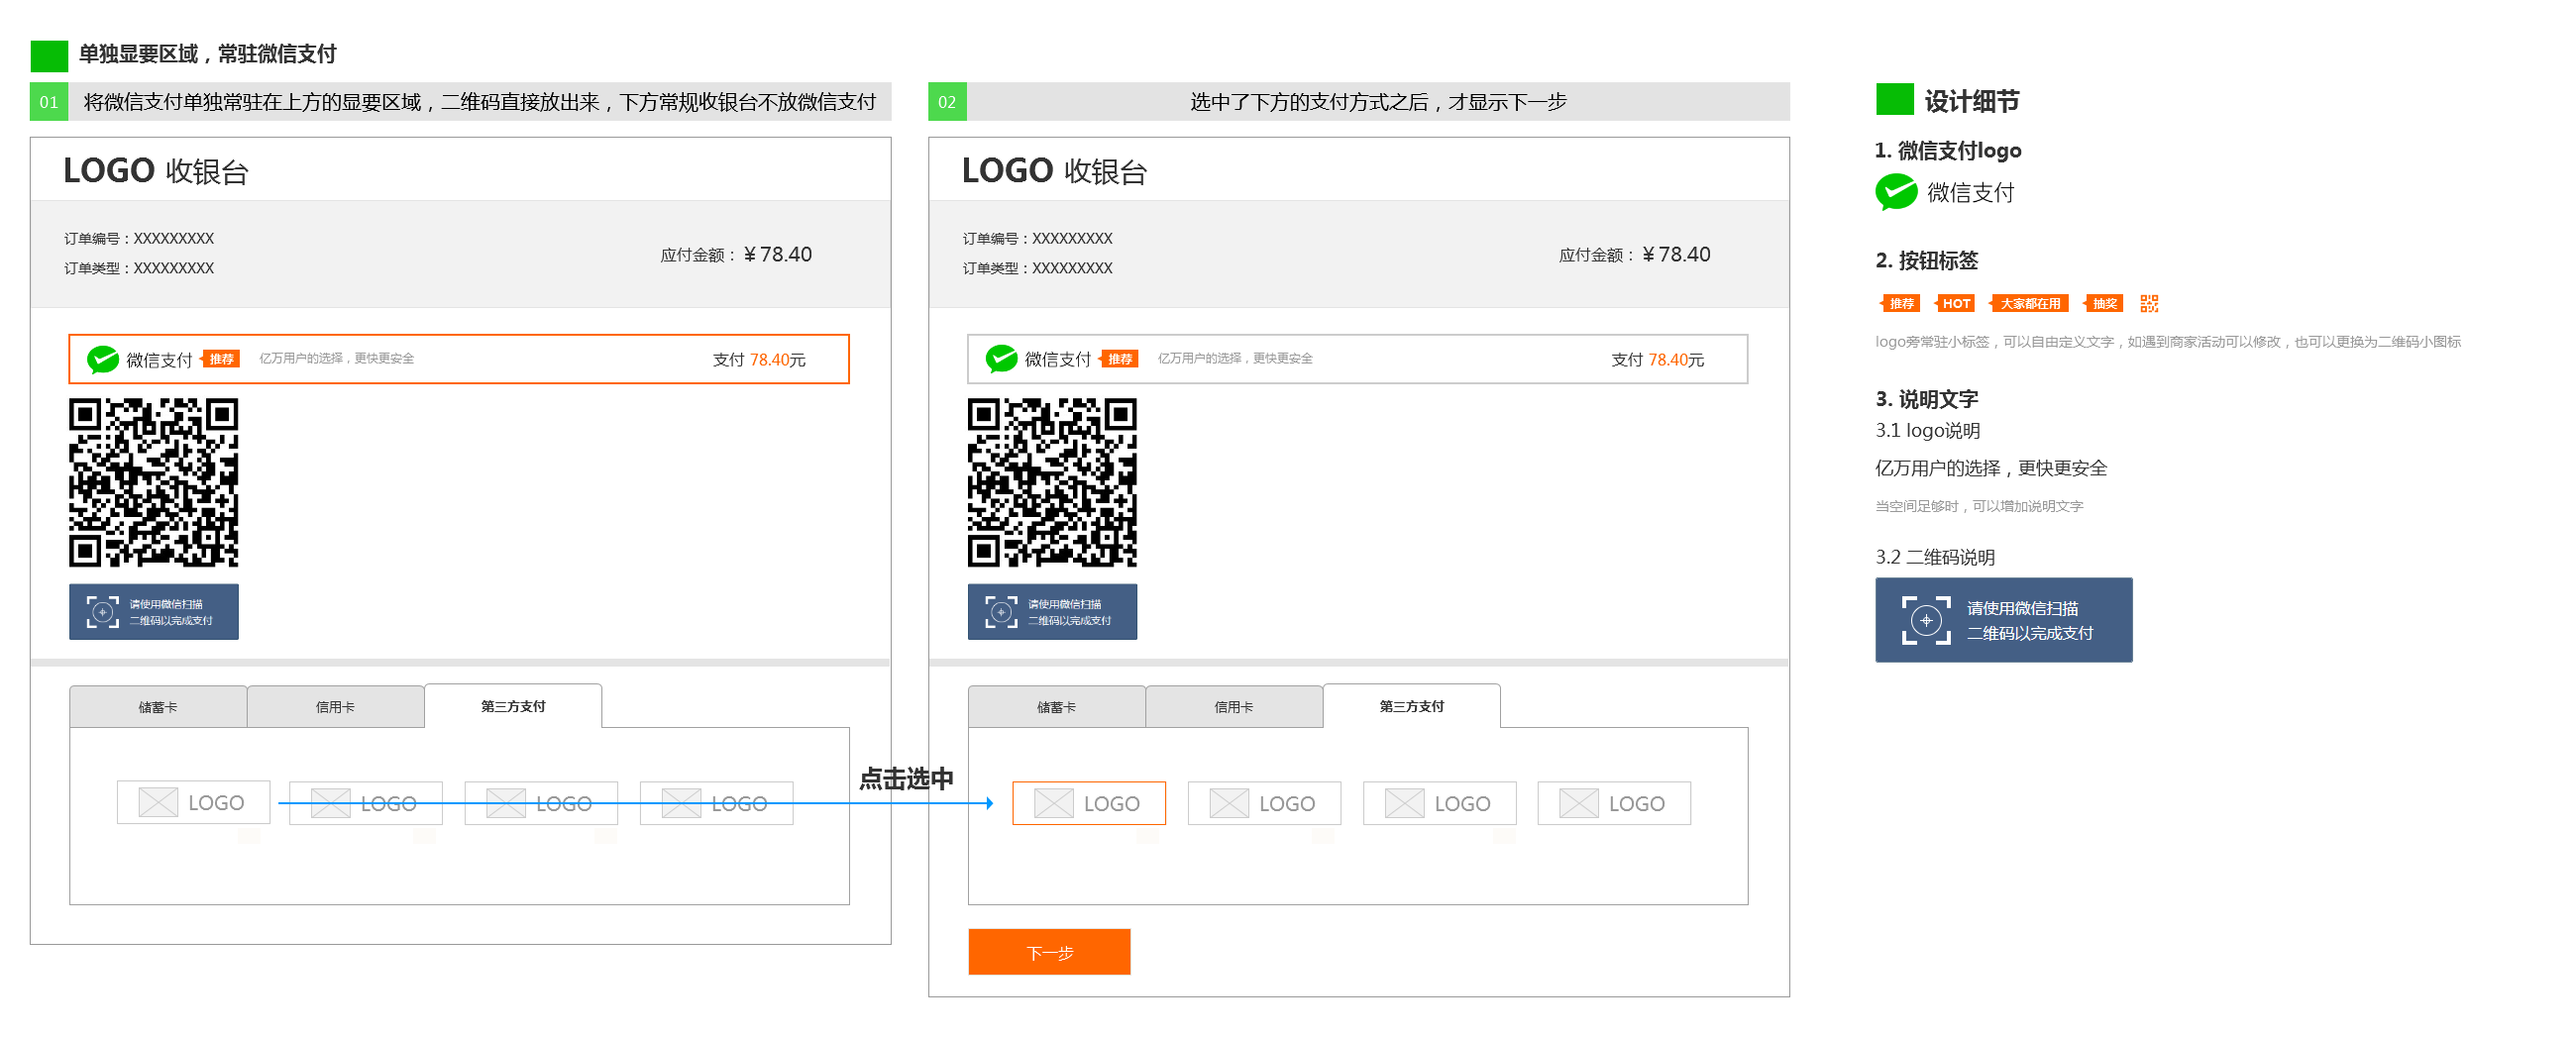 单独显要区域，常驻微信支付
01 将微信支付单独常驻在上方的显要区域，二维码直接放出来，下方常规收银台不放微信支付
LOGO 收银台
订单编号：XXXXXXXXX
订单类型：XXXXXXXXX
应付金额：￥78.40
微信支付 推荐 亿万用户的选择，更快更安全 支付 78.40元
请使用微信扫描
二维码以完成支付
储蓄卡 信用卡 第三方支付
LOGO LOGO LOGO LOGO
点击选中
02 选中了下方的支付方式之后，才显示下一步
LOGO 收银台
订单编号：XXXXXXXXX
订单类型：XXXXXXXXX
应付金额：￥78.40
微信支付 推荐 亿万用户的选择，更快更安全 支付 78.40元
请使用微信扫描
二维码以完成支付
储蓄卡 信用卡 第三方支付
LOGO LOGO LOGO LOGO
下一步
设计细节
1. 微信支付logo
微信支付
2. 按钮标签
推荐 HOT 大家都在用 抽奖
logo旁常驻小标签，可以自由定义文字，如遇到商家活动可以修改，也可以更换为二维码小图标
3. 说明文字
3.1 logo说明
亿万用户的选择，更快更安全
当空间足够时，可以增加说明文字
3.2 二维码说明
请使用微信扫描
二维码以完成支付